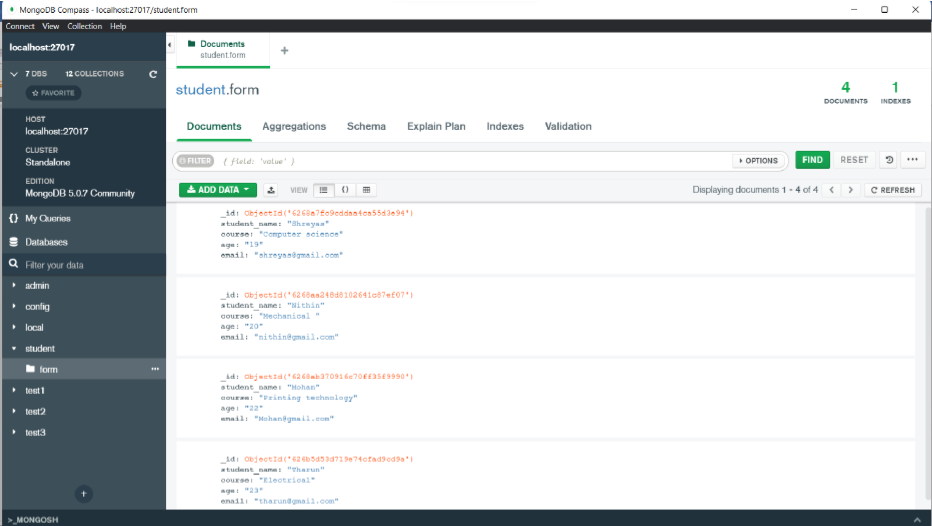 MongoDB Compass - localhost:27017/student.form
Connect View Collection Help
localhost:27017
7 DBS 12 COLLECTIONS
FAVORITE
HOST
localhost:27017
CLUSTER
Standalone
EDITION
MongoDB 5.0.7 Community
{} My Queries
Databases
Filter your data
admin
config
local
student
form
test1
test2
test3
+
>_MONGOSH
Documents
student.form
+
student.form
4
DOCUMENTS
1
INDEXES
Documents Aggregations Schema Explain Plan Indexes Validation
FILTER { field: 'value' }
OPTIONS FIND RESET
ADD DATA VIEW {} Displaying documents 1 - 4 of 4 < > REFRESH
_id: ObjectId(
student_name: "Shreyas"
course: "Computer science"
age: "19"
email: "shreyas@gmail.com"
_id: ObjectId(
student_name: "Nithin"
course: "Mechanical "
age: "20"
email: "nithin@gmail.com"
_id: ObjectId(
student_name: "Mohan"
course: "Printing technology"
age: "22"
email: "Mohan@gmail.com"
_id: ObjectId(
student_name: "Tharun"
course: "Electrical"
age: "23"
email: "tharun@gmail.com"